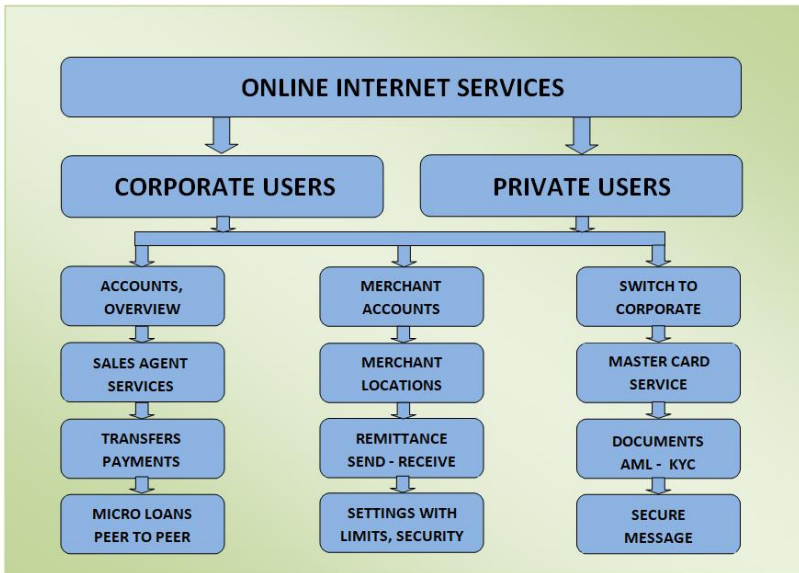 ONLINE INTERNET SERVICES
CORPORATE USERS
PRIVATE USERS
ACCOUNTS,
OVERVIEW
MERCHANT
ACCOUNTS
SWITCH TO
CORPORATE
SALES AGENT
SERVICES
MERCHANT
LOCATIONS
MASTER CARD
SERVICE
TRANSFERS
PAYMENTS
REMITTANCE
SEND - RECEIVE
DOCUMENTS
AML - KYC
MICRO LOANS
PEER TO PEER
SETTINGS WITH
LIMITS, SECURITY
SECURE
MESSAGE